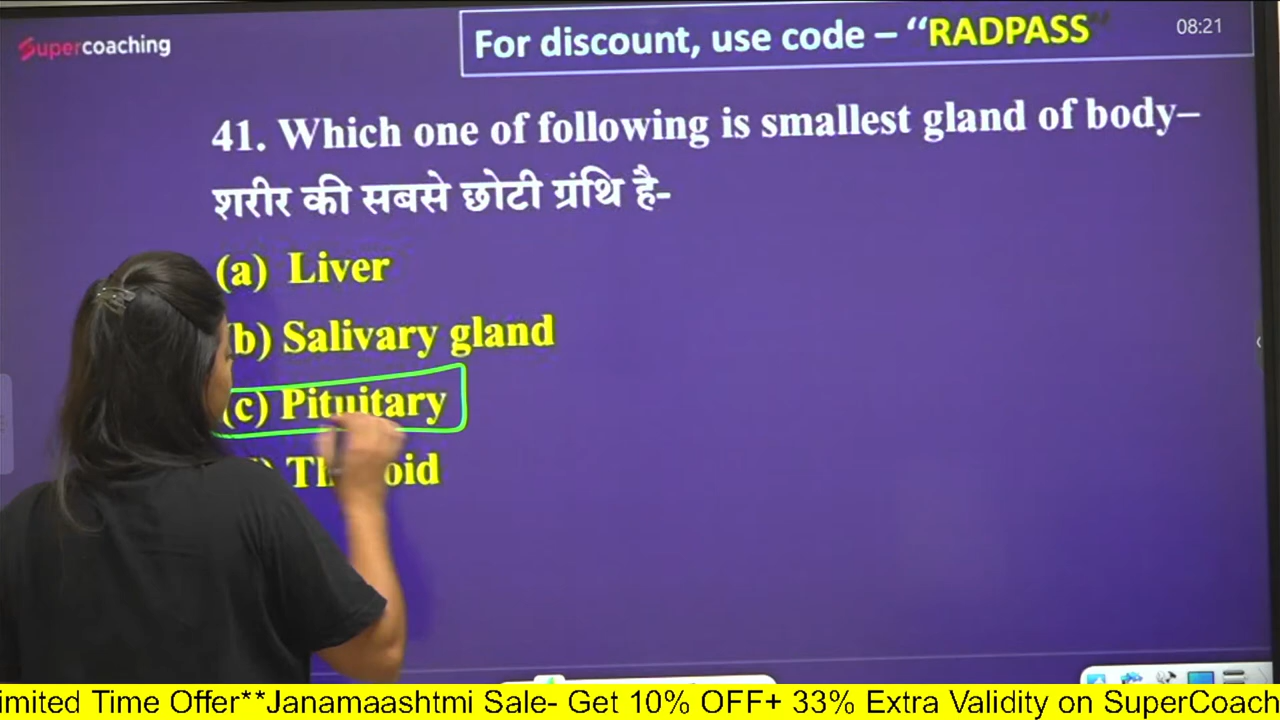 Supercoaching
For discount, use code – “RADPASS”
08:21
41. Which one of following is smallest gland of body–
शरीर की सबसे छोटी ग्रंथि है-
(a) Liver
(b) Salivary gland
(c) Pituitary
imited Time Offer**Janamaashtmi Sale- Get 10% OFF+ 33% Extra Validity on SuperCoach